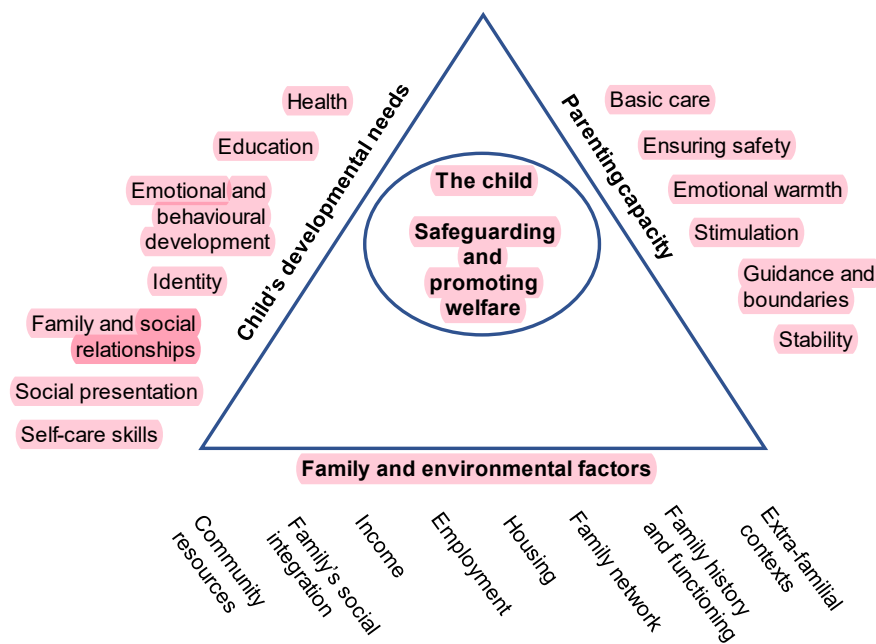 Health
Education
Emotional and
behavioural
development
Identity
Family and social
relationships
Social presentation
Self-care skills
Child's developmental needs
The child
Safeguarding
and
promoting
welfare
Parenting capacity
Basic care
Ensuring safety
Emotional warmth
Stimulation
Guidance and
boundaries
Stability
Family and environmental factors
Community
resources
Family's social
integration
Income
Employment
Housing
Family network
Family history
and functioning
Extra-familial
contexts